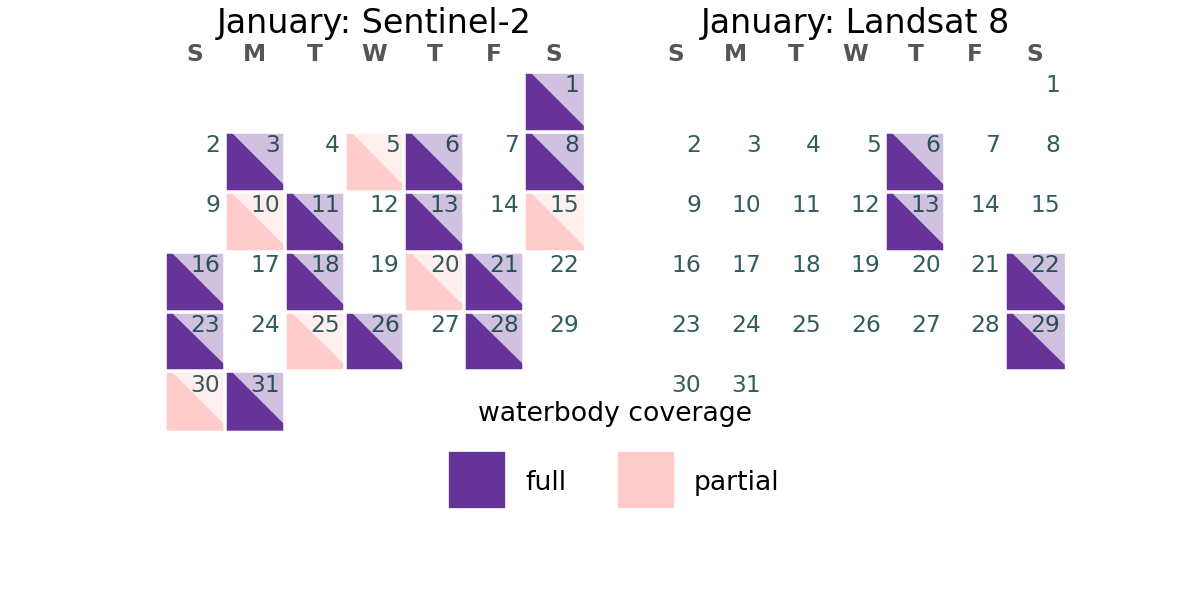 January: Sentinel-2
S M T W T F S
1
2 3 4 5 6 7 8
9 10 11 12 13 14 15
16 17 18 19 20 21 22
23 24 25 26 27 28 29
30 31
January: Landsat 8
S M T W T F S
1
2 3 4 5 6 7 8
9 10 11 12 13 14 15
16 17 18 19 20 21 22
23 24 25 26 27 28 29
30 31
waterbody coverage
full partial